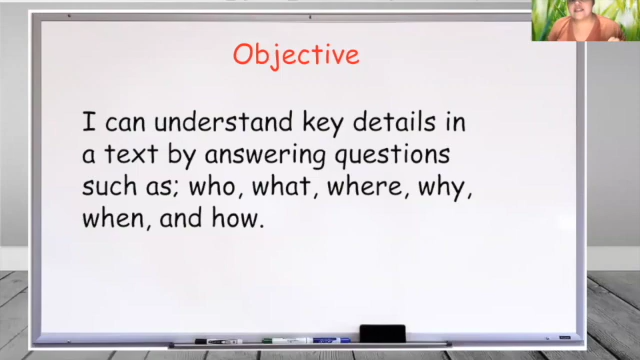 Objective
I can understand key details in
a text by answering questions
such as; who, what, where, why,
when, and how.